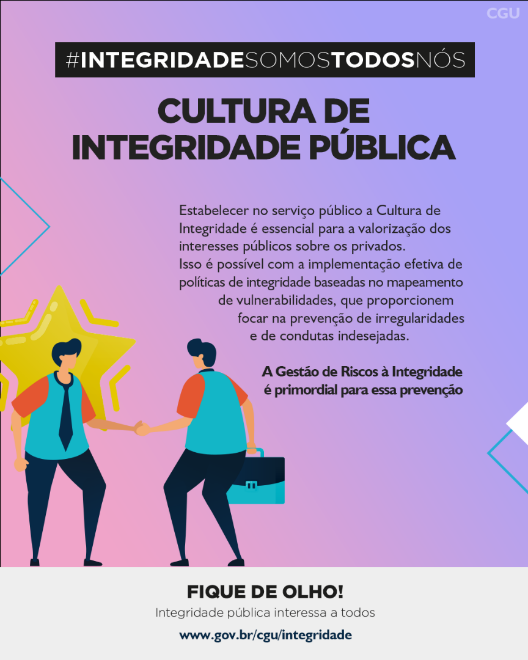 CGU
#INTEGRIDADESOMOSTODOSNÓS
CULTURA DE
INTEGRIDADE PÚBLICA
Estabelecer no serviço público a Cultura de
Integridade é essencial para a valorização dos
interesses públicos sobre os privados.
Isso é possível com a implementação efetiva de
políticas de integridade baseadas no mapeamento
de vulnerabilidades, que proporcionem
focar na prevenção de irregularidades
e de condutas indesejadas.
A Gestão de Riscos à Integridade
é primordial para essa prevenção
FIQUE DE OLHO!
Integridade pública interessa a todos
www.gov.br/cgu/integridade